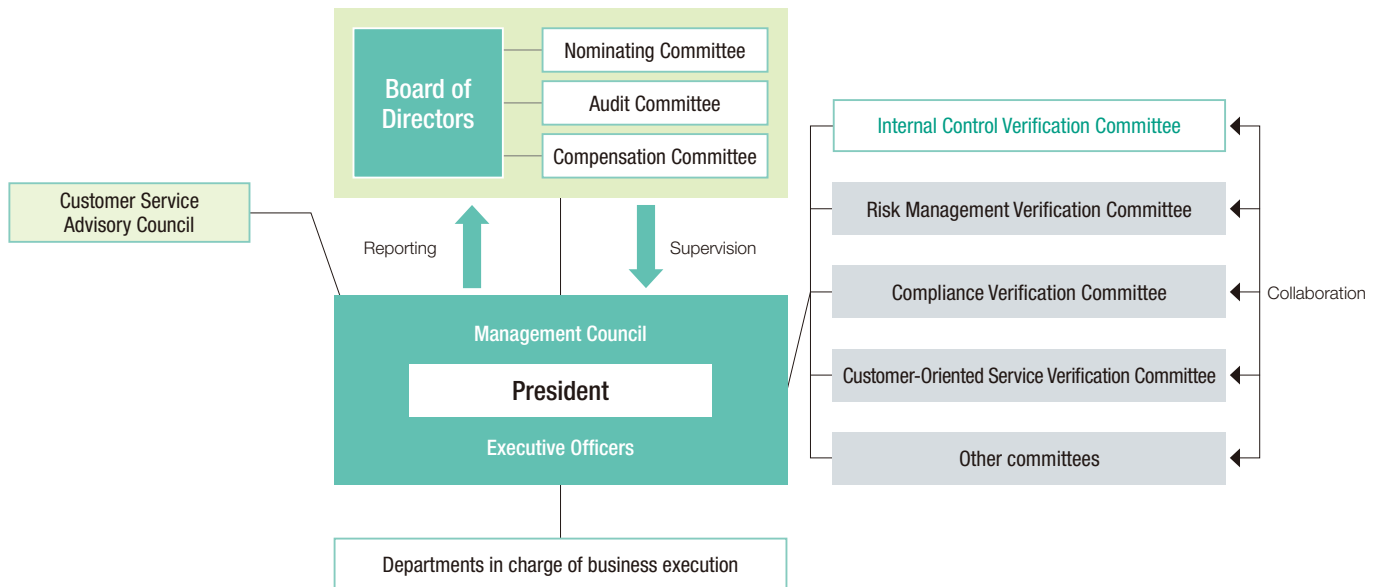 Board of
Directors
Nominating Committee
Audit Committee
Compensation Committee
Customer Service
Advisory Council
Reporting
Supervision
Management Council
President
Executive Officers
Departments in charge of business execution
Internal Control Verification Committee
Risk Management Verification Committee
Compliance Verification Committee
Customer-Oriented Service Verification Committee
Other committees
Collaboration